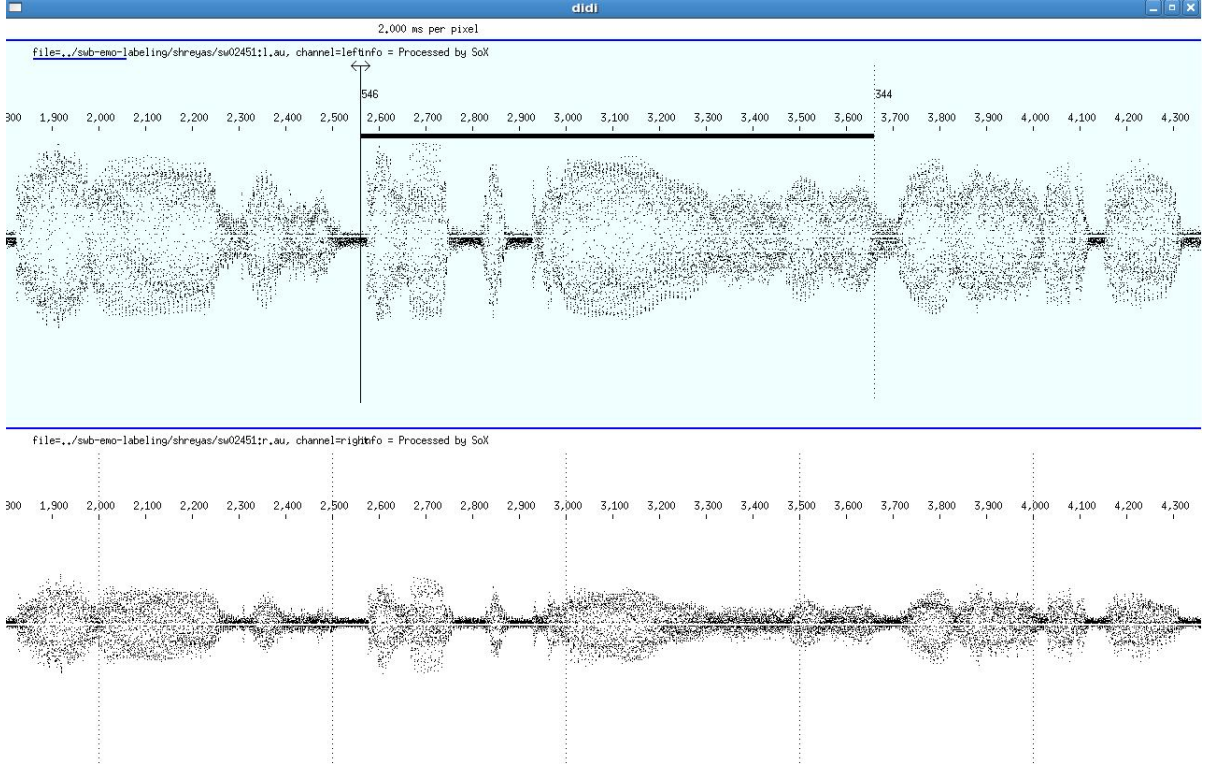 didi
2.000 ms per pixel
file=../swb-emo-labeling/shreyas/sw02451:l.au, channel=leftinfo = Processed by SoX
546 344
800 1,900 2,000 2,100 2,200 2,300 2,400 2,500 2,600 2,700 2,800 2,900 3,000 3,100 3,200 3,300 3,400 3,500 3,600 3,700 3,800 3,900 4,000 4,100 4,200 4,300
file=../swb-emo-labeling/shreyas/sw02451:r.au, channel=rightinfo = Processed by SoX
800 1,900 2,000 2,100 2,200 2,300 2,400 2,500 2,600 2,700 2,800 2,900 3,000 3,100 3,200 3,300 3,400 3,500 3,600 3,700 3,800 3,900 4,000 4,100 4,200 4,300